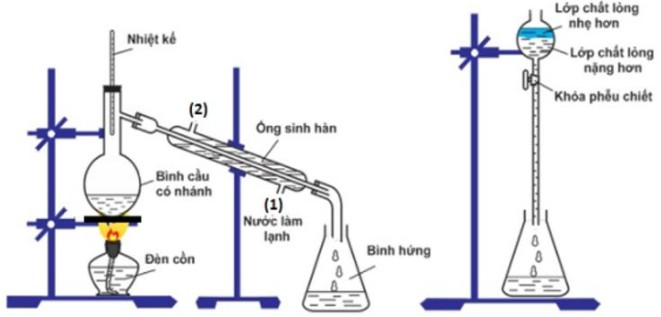 Nhiệt kế
(2)
Ống sinh hàn
Bình cầu
có nhánh
(1)
Nước làm
lạnh
Đèn cồn
Bình hứng
Lớp chất lỏng
nhẹ hơn
Lớp chất lỏng
nặng hơn
Khóa phễu chiết